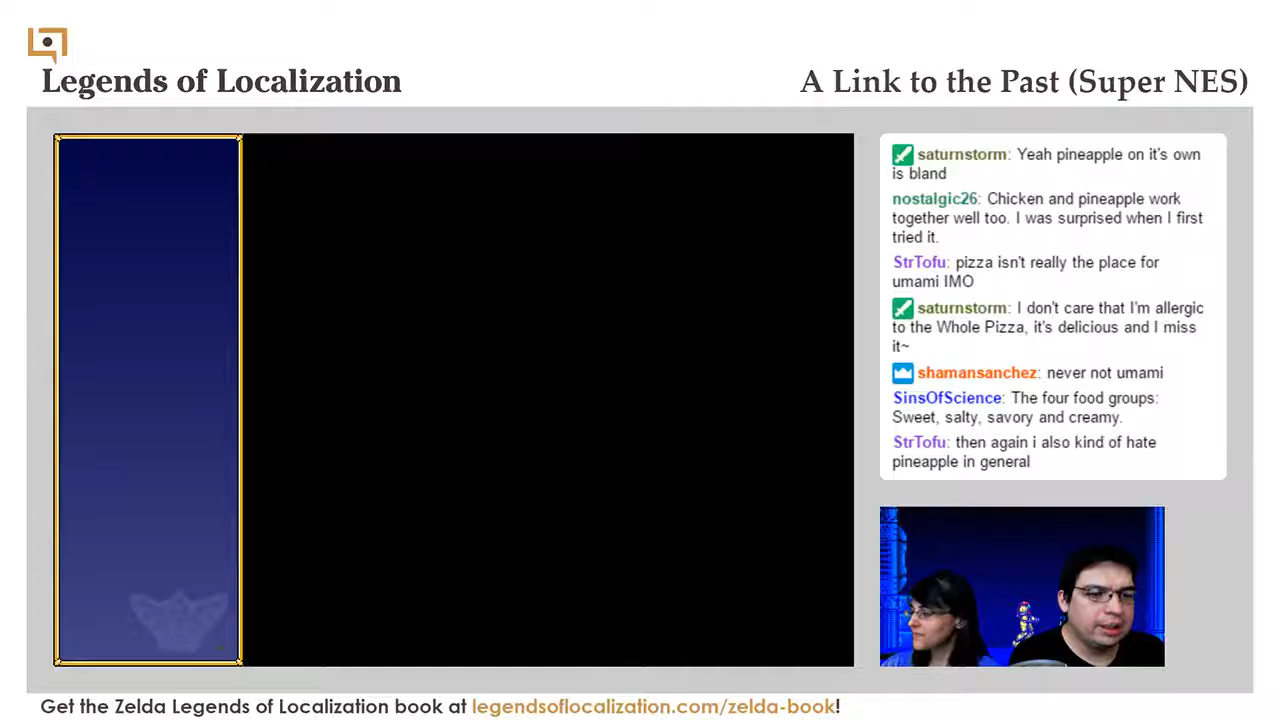 Legends of Localization
A Link to the Past (Super NES)
saturnstorm: Yeah pineapple on it's own
is bland
nostalgic26: Chicken and pineapple work
together well too. I was surprised when I first
tried it.
StrTofu: pizza isn't really the place for
umami IMO
saturnstorm: I don't care that I'm allergic
to the Whole Pizza, it's delicious and I miss
it~
shamansanchez: never not umami
SinsOfScience: The four food groups:
Sweet, salty, savory and creamy.
StrTofu: then again i also kind of hate
pineapple in general
Get the Zelda Legends of Localization book at legendsoflocalization.com/zelda-book!